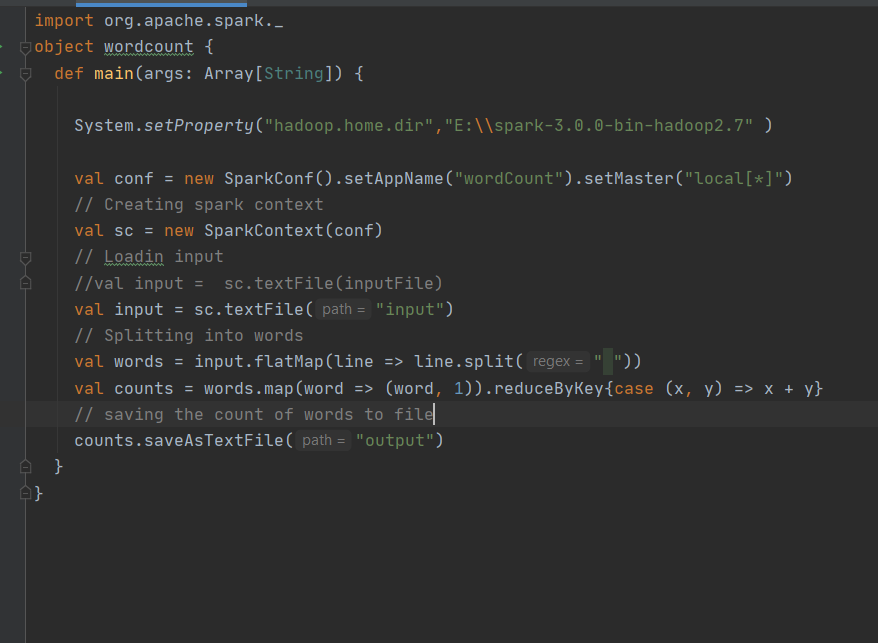 import org.apache.spark._
object wordcount {
def main(args: Array[String]) {
System.setProperty("hadoop.home.dir","E:\\spark-3.0.0-bin-hadoop2.7" )
val conf = new SparkConf().setAppName("wordCount").setMaster("local[*]")
// Creating spark context
val sc = new SparkContext(conf)
// Loadin input
//val input =  sc.textFile(inputFile)
val input = sc.textFile( path = "input")
// Splitting into words
val words = input.flatMap(line => line.split( regex = " "))
val counts = words.map(word => (word, 1)).reduceByKey{case (x, y) => x + y}
// saving the count of words to file
counts.saveAsTextFile( path = "output")
}
}